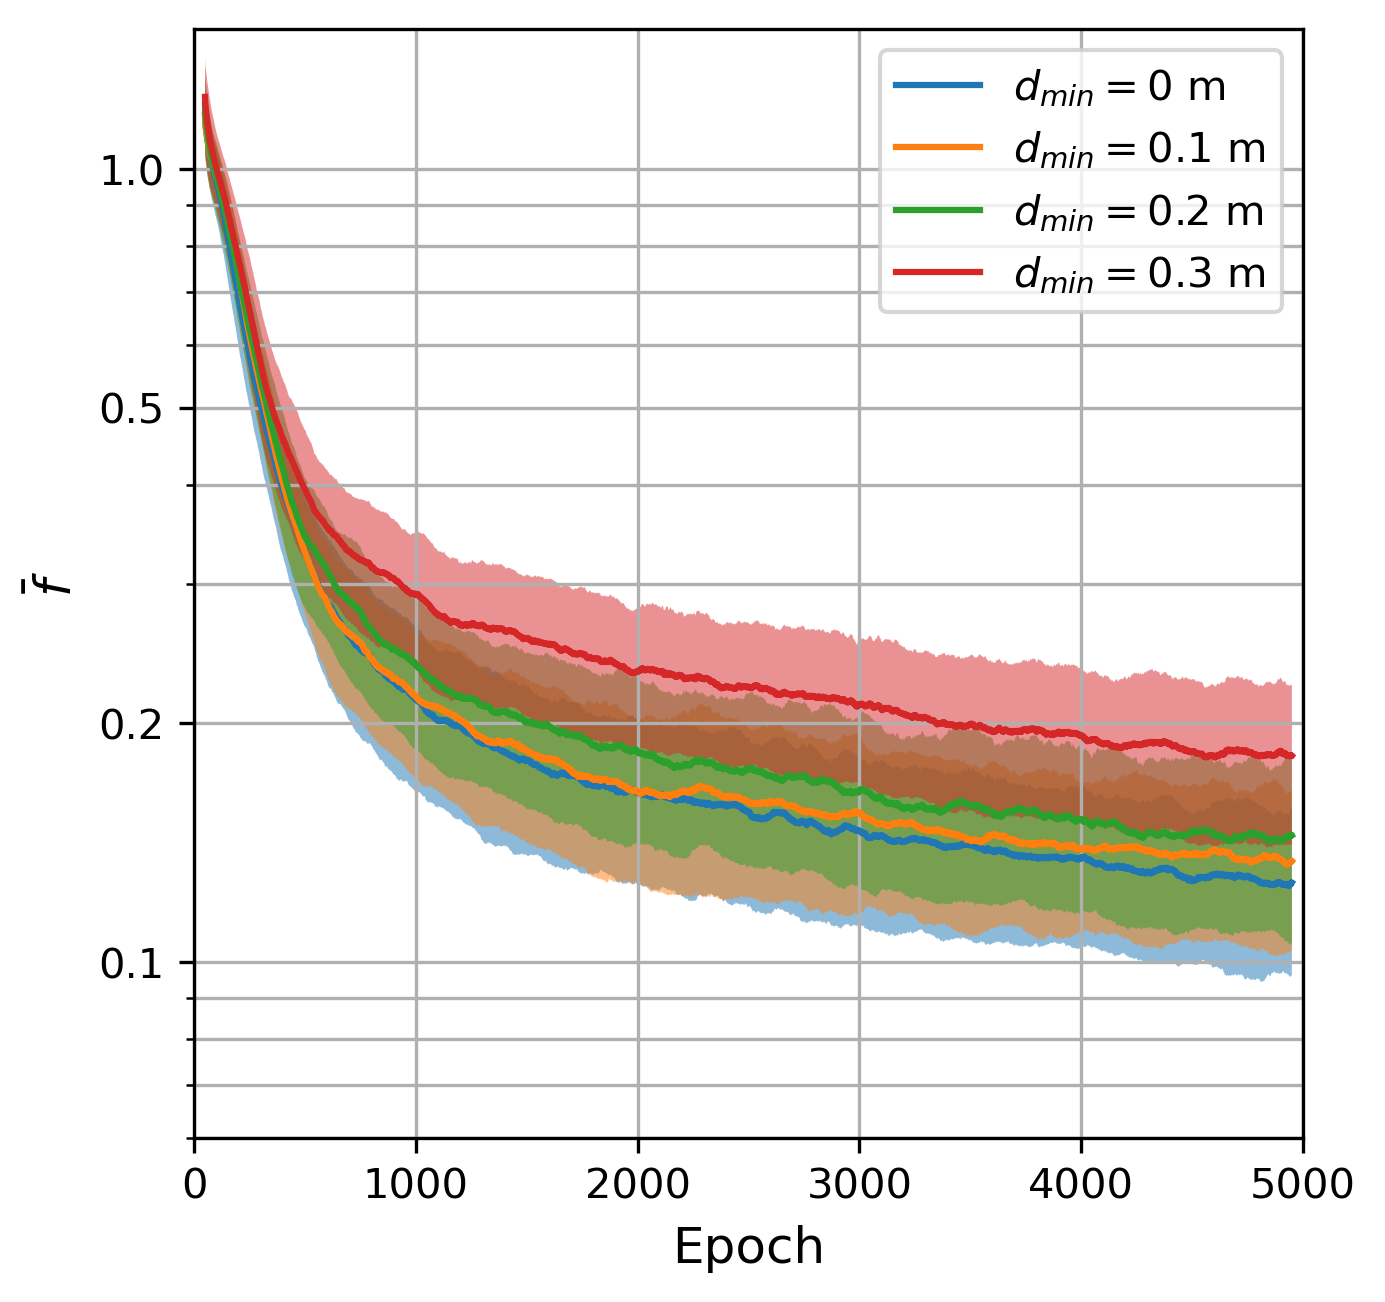 d_min = 0 m
d_min = 0.1 m
d_min = 0.2 m
d_min = 0.3 m
1.0
0.5
0.2
0.1
f̄
0 1000 2000 3000 4000 5000
Epoch